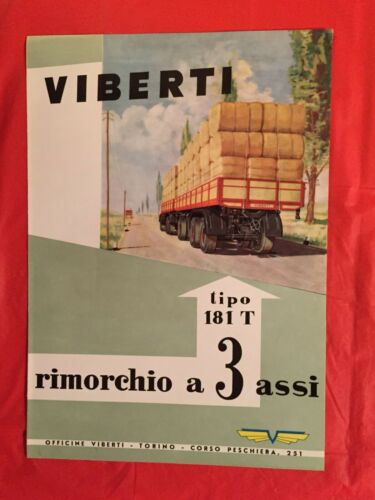 VIBERTI
tipo
181 T
rimorchio a 3 assi
OFFICINE VIBERTI - TORINO - CORSO PESCHIERA, 251